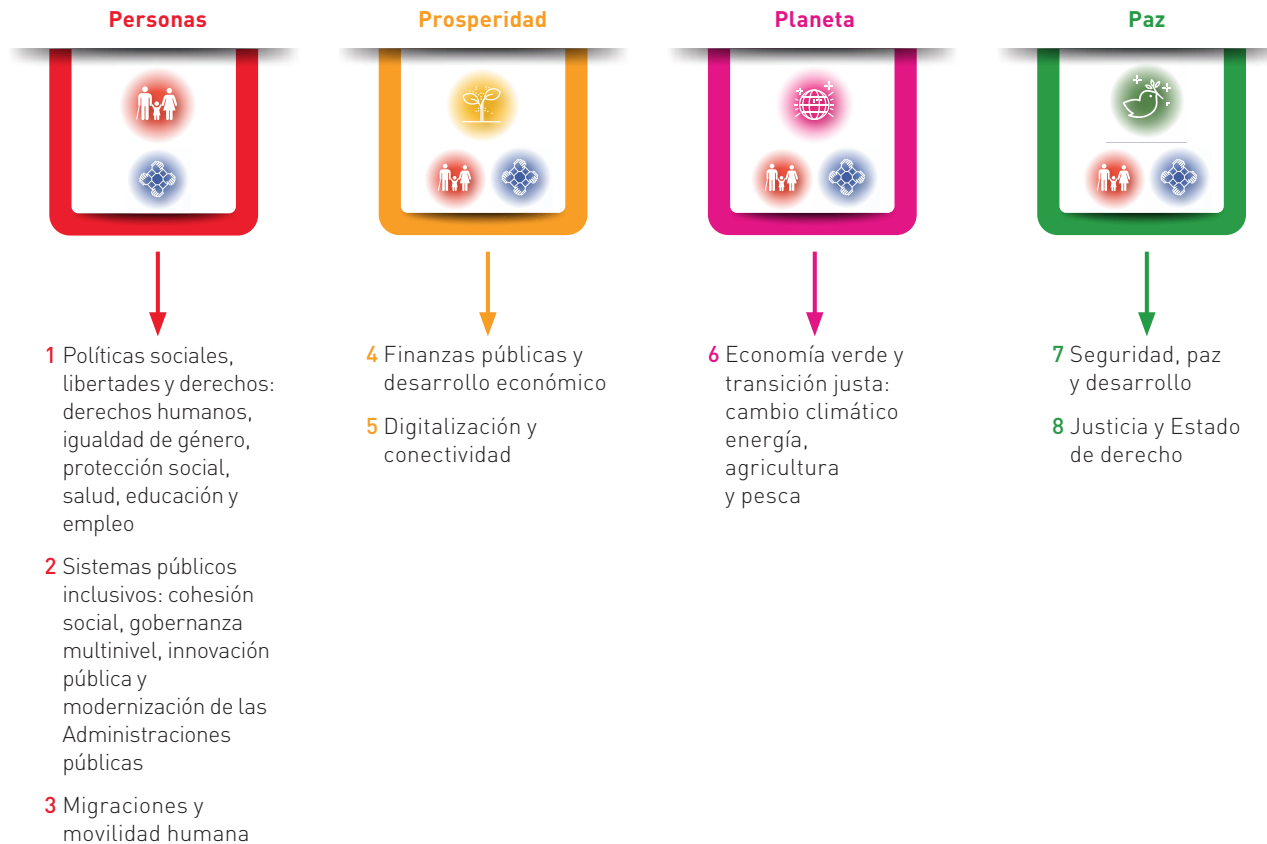 Personas
Prosperidad
Planeta
Paz
1 Políticas sociales,
libertades y derechos:
derechos humanos,
igualdad de género,
protección social,
salud, educación y
empleo
2 Sistemas públicos
inclusivos: cohesión
social, gobernanza
multinivel, innovación
pública y
modernización de las
Administraciones
públicas
3 Migraciones y
movilidad humana
4 Finanzas públicas y
desarrollo económico
5 Digitalización y
conectividad
6 Economía verde y
transición justa:
cambio climático
energía,
agricultura
y pesca
7 Seguridad, paz
y desarrollo
8 Justicia y Estado
de derecho